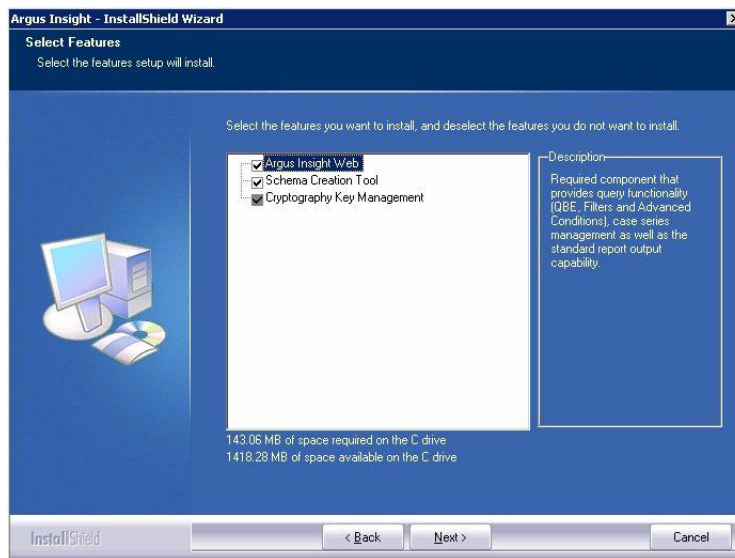 Argus Insight - InstallShield Wizard
Select Features
Select the features setup will install.
Select the features you want to install, and deselect the features you do not want to install.
Argus Insight Web
Schema Creation Tool
Cryptography Key Management
Description
Required component that
provides query functionality
(QBE, Filters and Advanced
Conditions), case series
management as well as the
standard report output
capability.
143.06 MB of space required on the C drive
1418.28 MB of space available on the C drive
InstallShield
< Back
Next >
Cancel